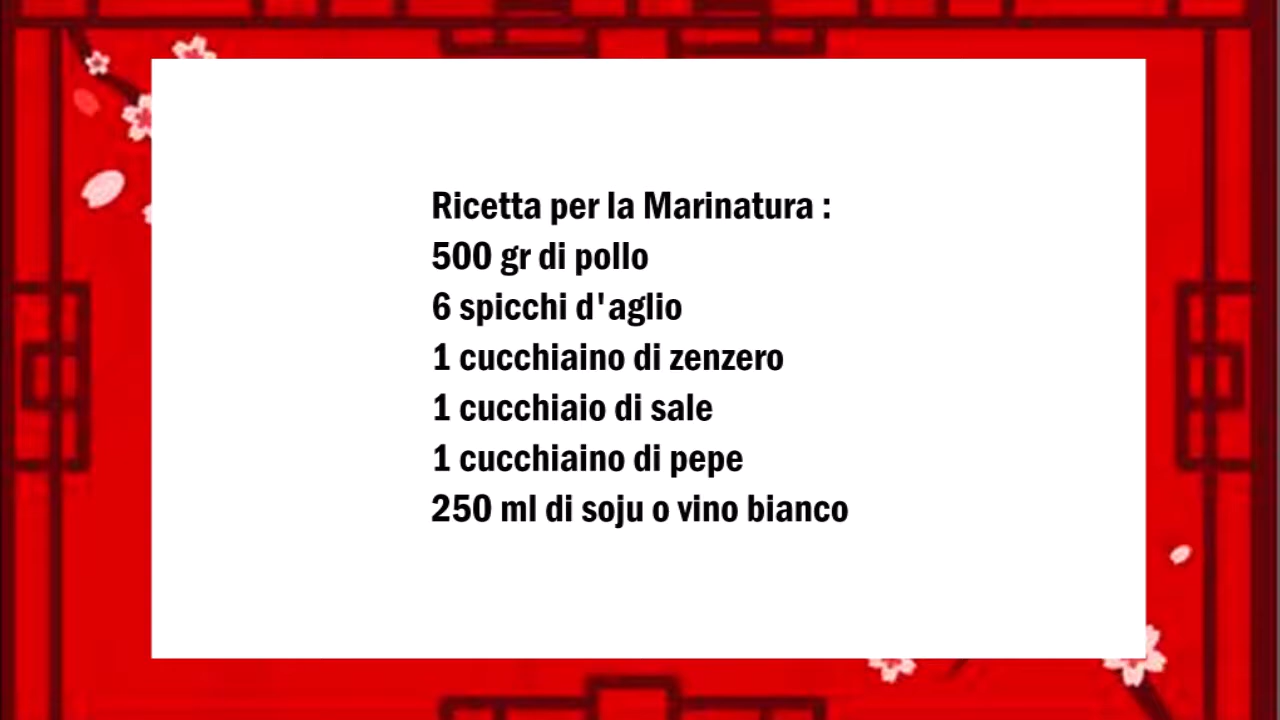 Ricetta per la Marinatura :
500 gr di pollo
6 spicchi d'aglio
1 cucchiaino di zenzero
1 cucchiaio di sale
1 cucchiaino di pepe
250 ml di soju o vino bianco